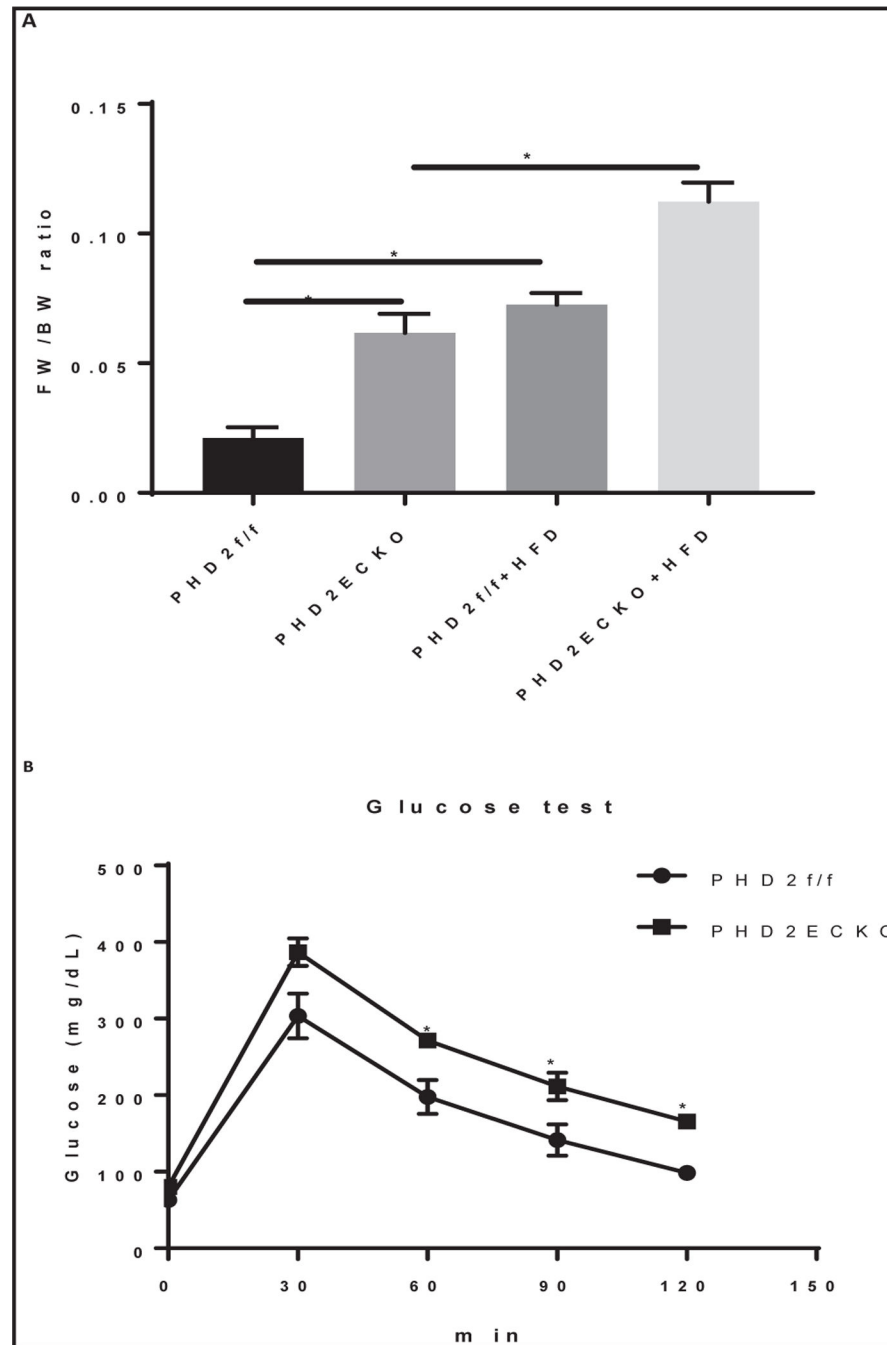 A
0.15
0.10
0.05
0.00
FW/BW ratio
*
*
*
PHD2f/f
PHD2ECKO
PHD2f/f+HFD
PHD2ECKO+HFD
B
Glucose test
500
400
300
200
100
0
Glucose (mg/dL)
PHD2f/f
PHD2ECKO
*
*
*
0 30 60 90 120 150
min